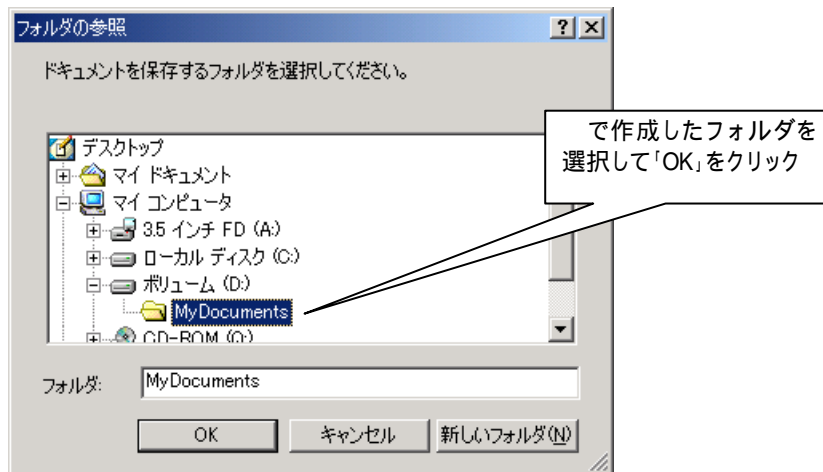 フォルダの参照
ドキュメントを保存するフォルダを選択してください。
で作成したフォルダを
選択して「OK」をクリック
デスクトップ
マイ ドキュメント
マイ コンピュータ
3.5 インチ FD (A:)
ローカル ディスク (C:)
ボリューム (D:)
MyDocuments
CD-ROM (Q:)
フォルダ: MyDocuments
OK キャンセル 新しいフォルダ(N)